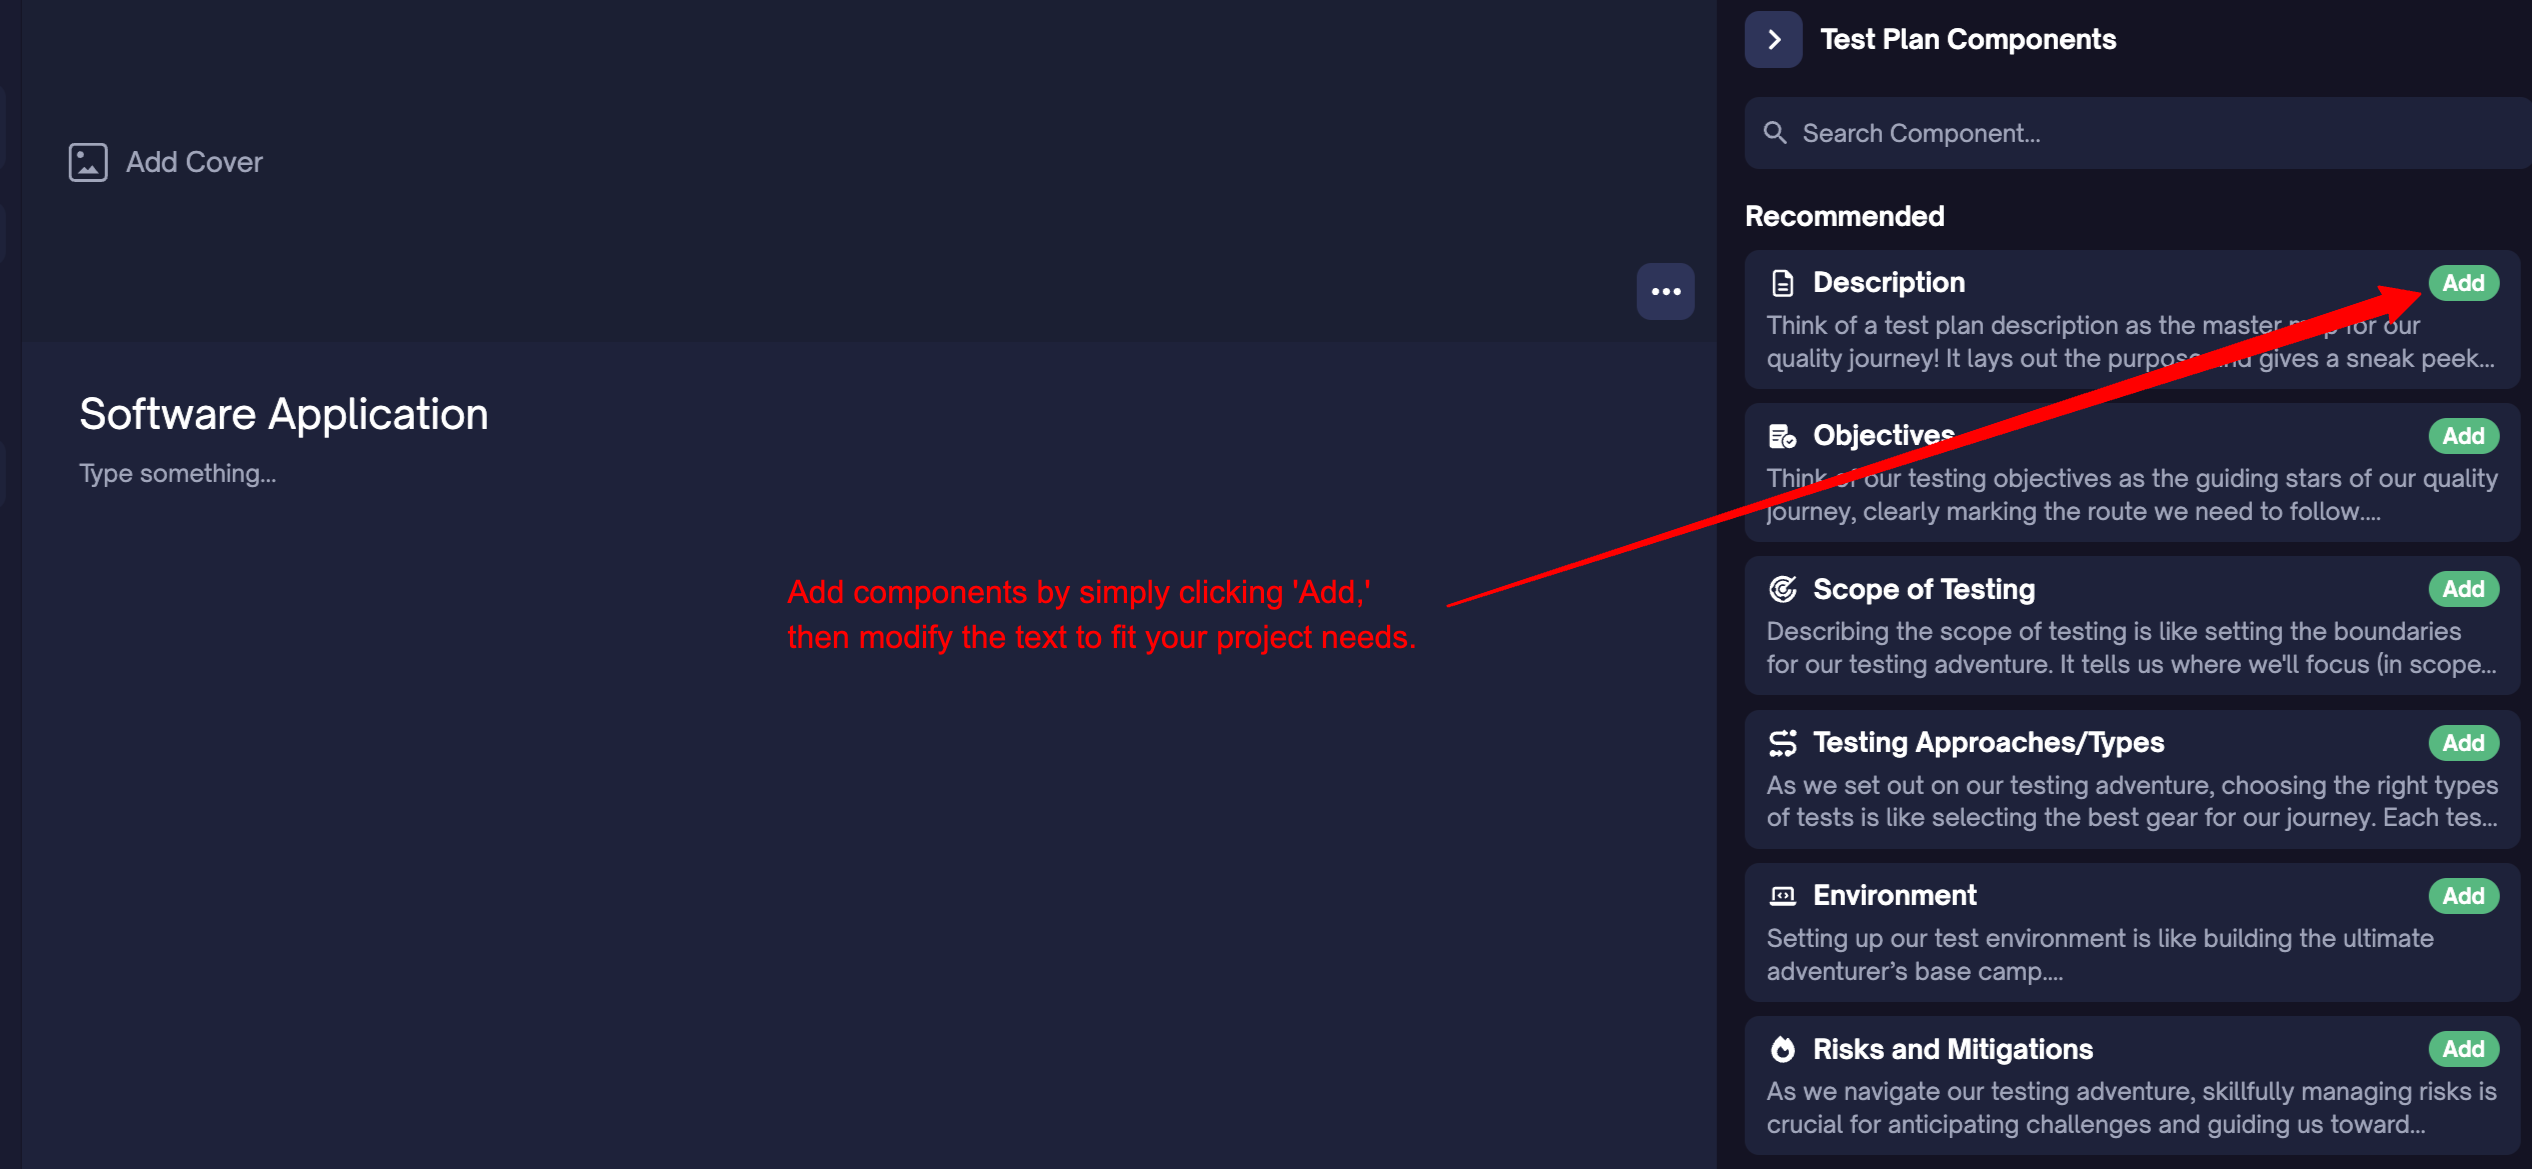 Add Cover
Software Application
Type something...
Add components by simply clicking 'Add,'
then modify the text to fit your project needs.
Test Plan Components
Search Component...
Recommended
Description
Add
Think of a test plan description as the master map for our
quality journey! It lays out the purpose and gives a sneak peek...
Objectives
Add
Think of our testing objectives as the guiding stars of our quality
journey, clearly marking the route we need to follow....
Scope of Testing
Add
Describing the scope of testing is like setting the boundaries
for our testing adventure. It tells us where we'll focus (in scope...
Testing Approaches/Types
Add
As we set out on our testing adventure, choosing the right types
of tests is like selecting the best gear for our journey. Each tes...
Environment
Add
Setting up our test environment is like building the ultimate
adventurer’s base camp....
Risks and Mitigations
Add
As we navigate our testing adventure, skillfully managing risks is
crucial for anticipating challenges and guiding us toward...